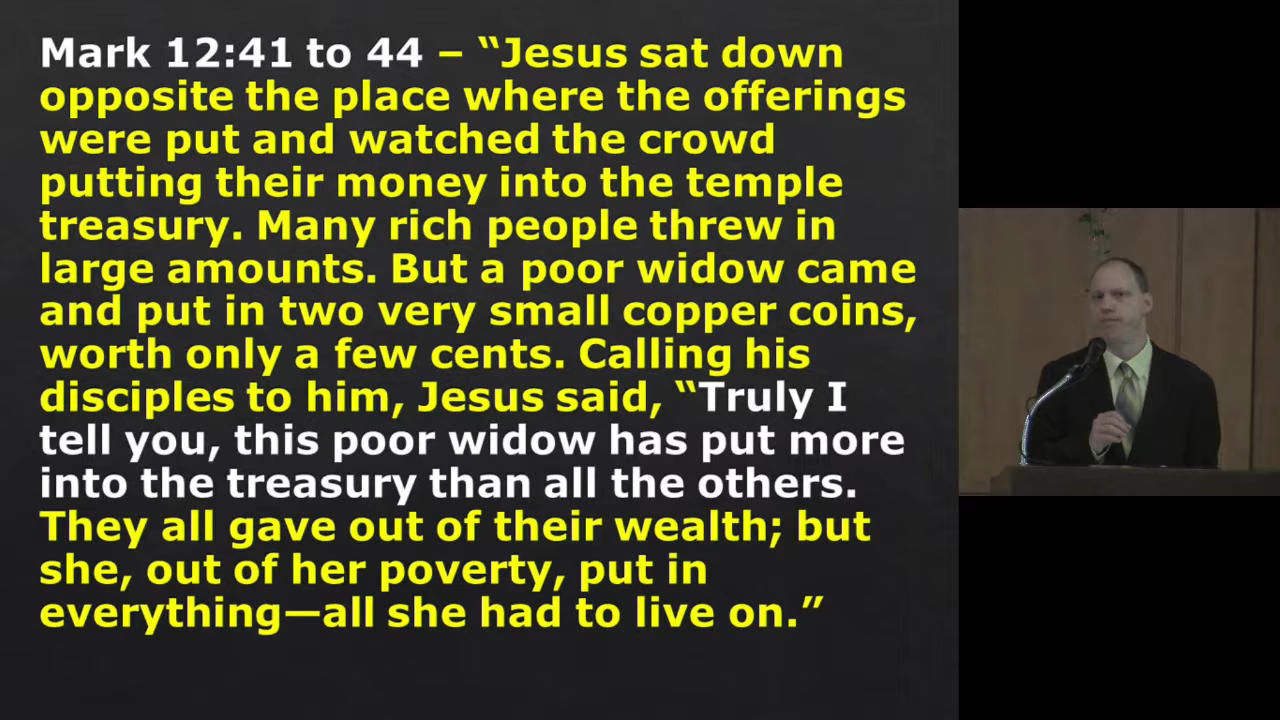 Mark 12:41 to 44 – “Jesus sat down
opposite the place where the offerings
were put and watched the crowd
putting their money into the temple
treasury. Many rich people threw in
large amounts. But a poor widow came
and put in two very small copper coins,
worth only a few cents. Calling his
disciples to him, Jesus said, “Truly I
tell you, this poor widow has put more
into the treasury than all the others.
They all gave out of their wealth; but
she, out of her poverty, put in
everything—all she had to live on.”